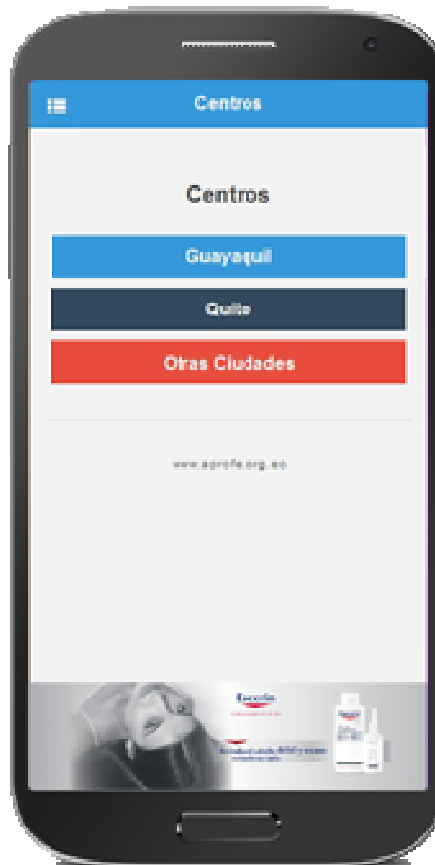 Centros
Centros
Guayaquil
Quito
Otras Ciudades
www.aprofe.org.ec
Eucerin